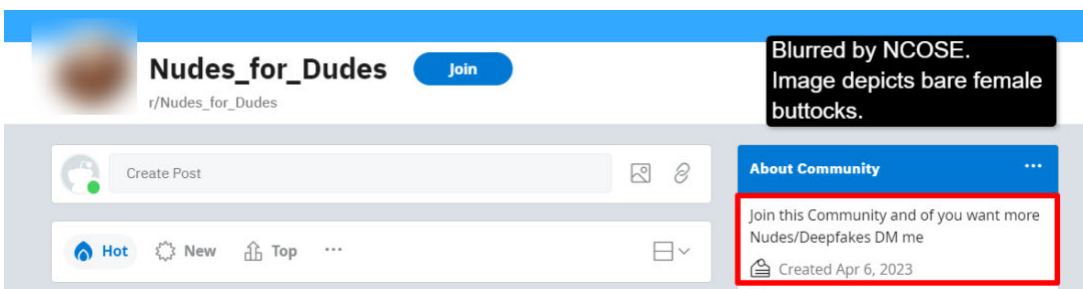 Nudes_for_Dudes
Join
r/Nudes_for_Dudes
Blurred by NCOSE.
Image depicts bare female
buttocks.
Create Post
About Community
Join this Community and of you want more
Nudes/Deepfakes DM me
Hot
New
Top
Created Apr 6, 2023